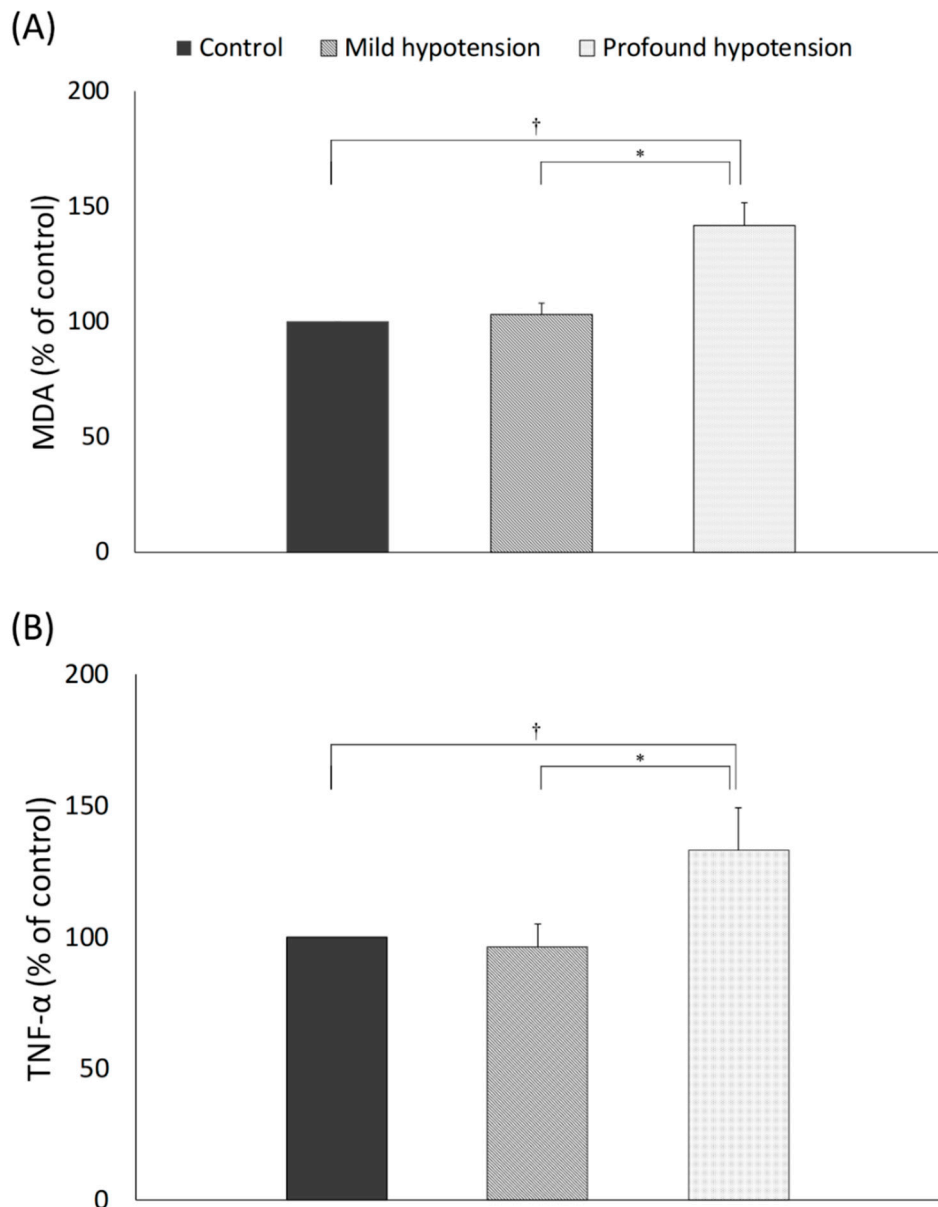 (A)
Control Mild hypotension Profound hypotension
200
†
*
150
100
50
0
MDA (% of control)
(B)
200
†
*
150
100
50
0
TNF-α (% of control)